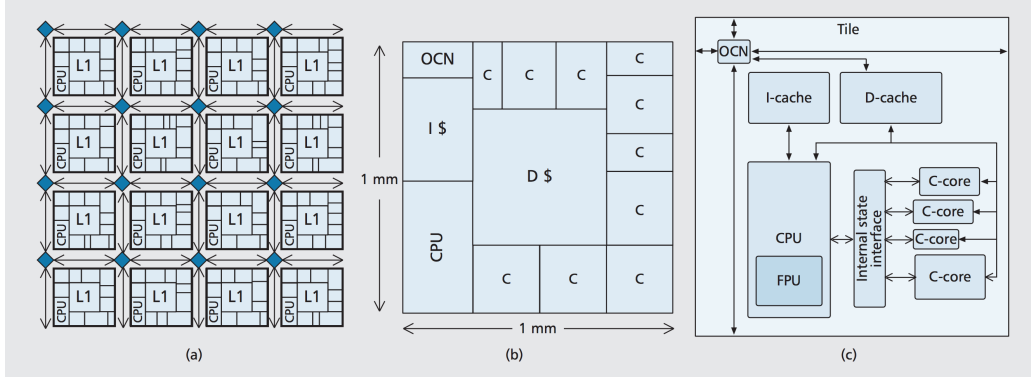 L1 L1 L1 L1
CPU CPU CPU CPU
L1 L1 L1 L1
CPU CPU CPU CPU
L1 L1 L1 L1
CPU CPU CPU CPU
L1 L1 L1 L1
CPU CPU CPU CPU
(a)
OCN C C C C
C
I $
C
D $
1 mm
C
CPU
C C C
1 mm
(b)
Tile
OCN
I-cache D-cache
C-core
C-core
CPU
Internal state
interface
C-core
FPU
C-core
(c)